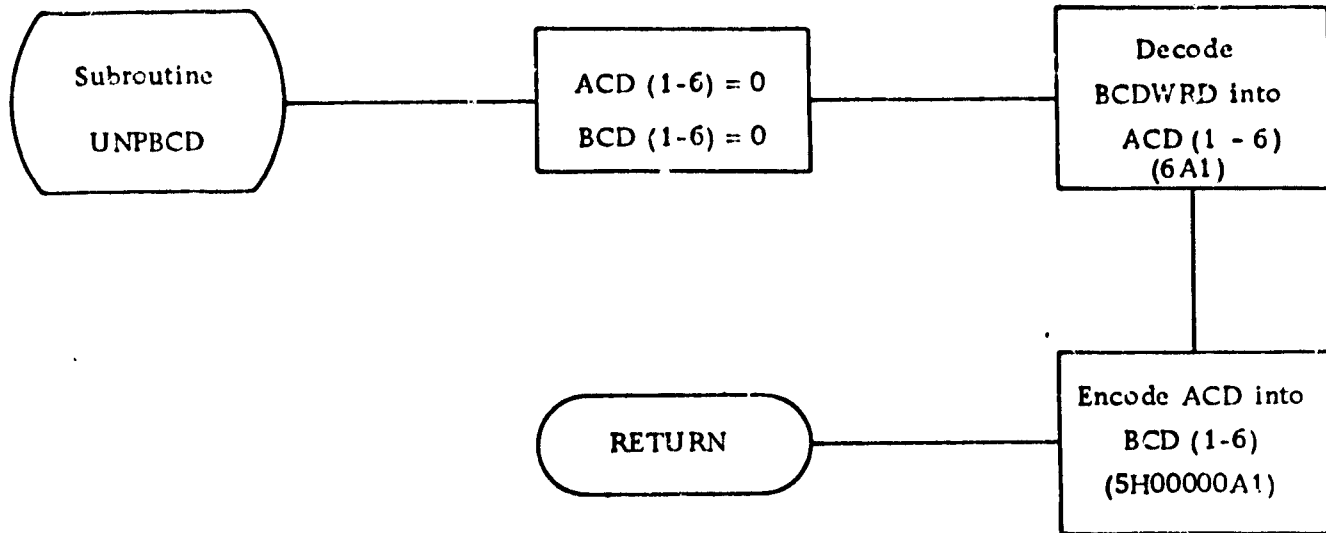 Subroutine
UNPBCD
ACD (1-6) = 0
BCD (1-6) = 0
Decode
BCDWRD into
ACD (1 - 6)
(6A1)
Encode ACD into
BCD (1-6)
(5H00000A1)
RETURN